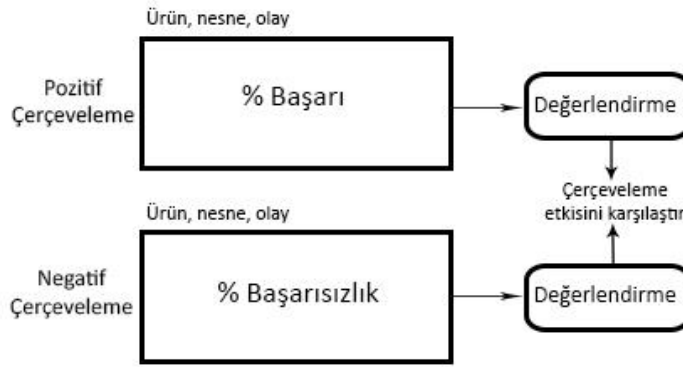 Ürün, nesne, olay
Pozitif
Çerçeveleme
% Başarı
Değerlendirme
Çerçeveleme
etkisini karşılaştır
Ürün, nesne, olay
Negatif
Çerçeveleme
% Başarısızlık
Değerlendirme